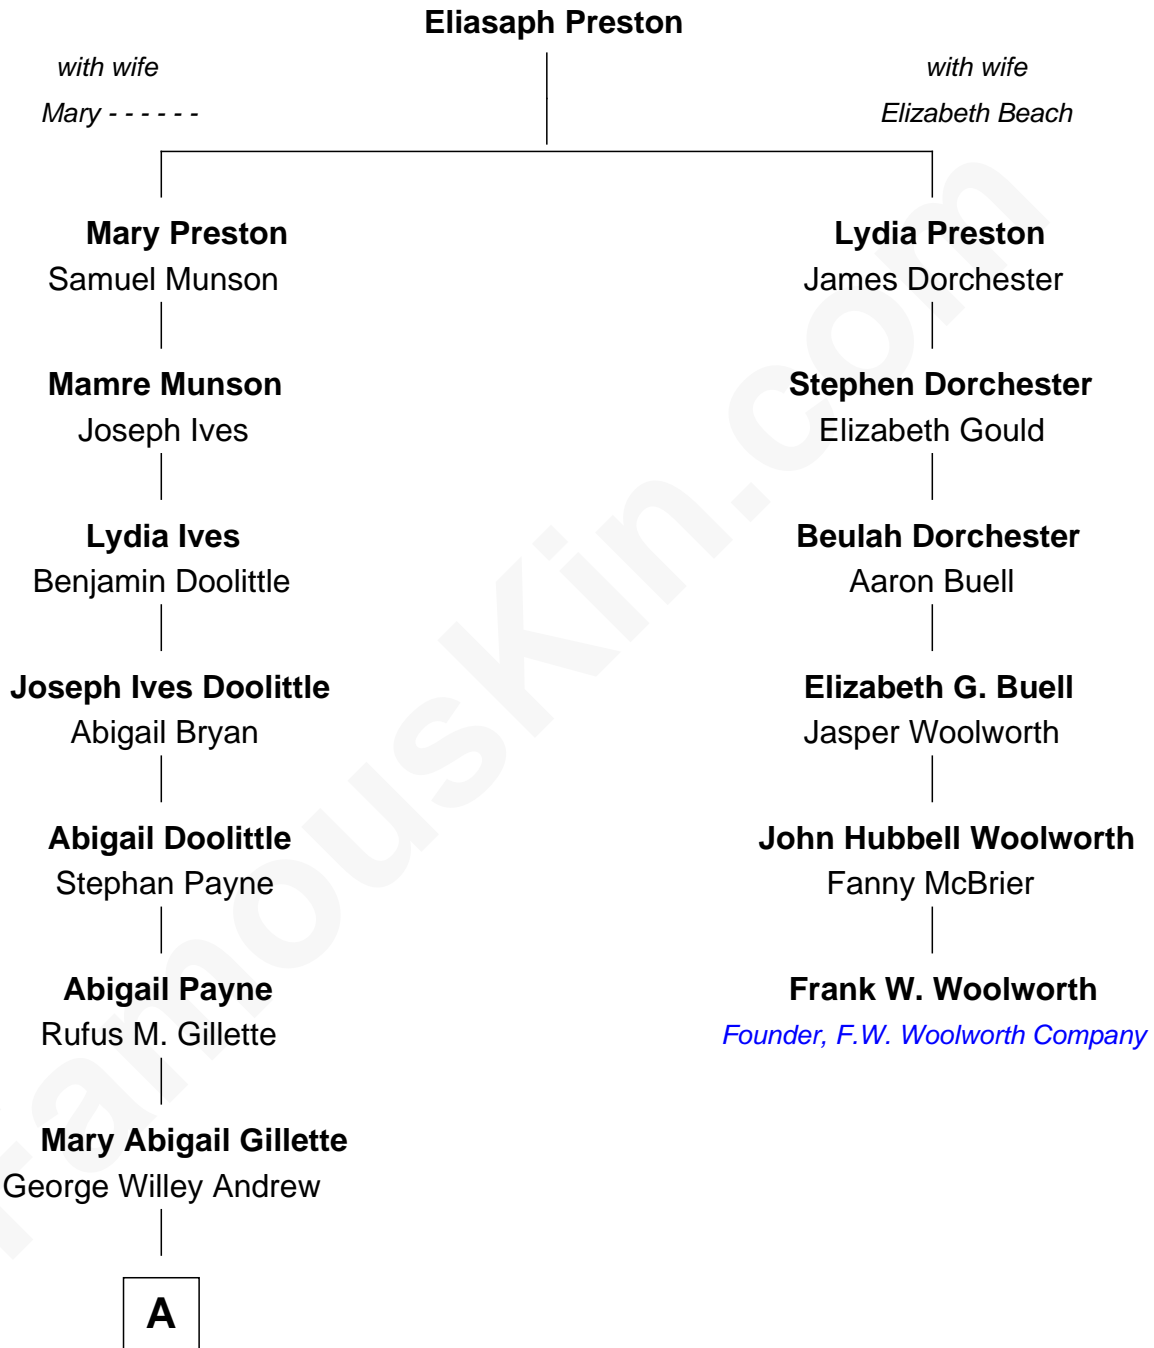 Eliasaph Preston
with wife
Mary - - - - - -
with wife
Elizabeth Beach
Mary Preston
Samuel Munson
Lydia Preston
James Dorchester
Mamre Munson
Joseph Ives
Stephen Dorchester
Elizabeth Gould
Lydia Ives
Benjamin Doolittle
Beulah Dorchester
Aaron Buell
Joseph Ives Doolittle
Abigail Bryan
Elizabeth G. Buell
Jasper Woolworth
Abigail Doolittle
Stephan Payne
John Hubbell Woolworth
Fanny McBrier
Abigail Payne
Rufus M. Gillette
Frank W. Woolworth
Founder, F.W. Woolworth Company
Mary Abigail Gillette
George Willey Andrew
A
FamousKin.com